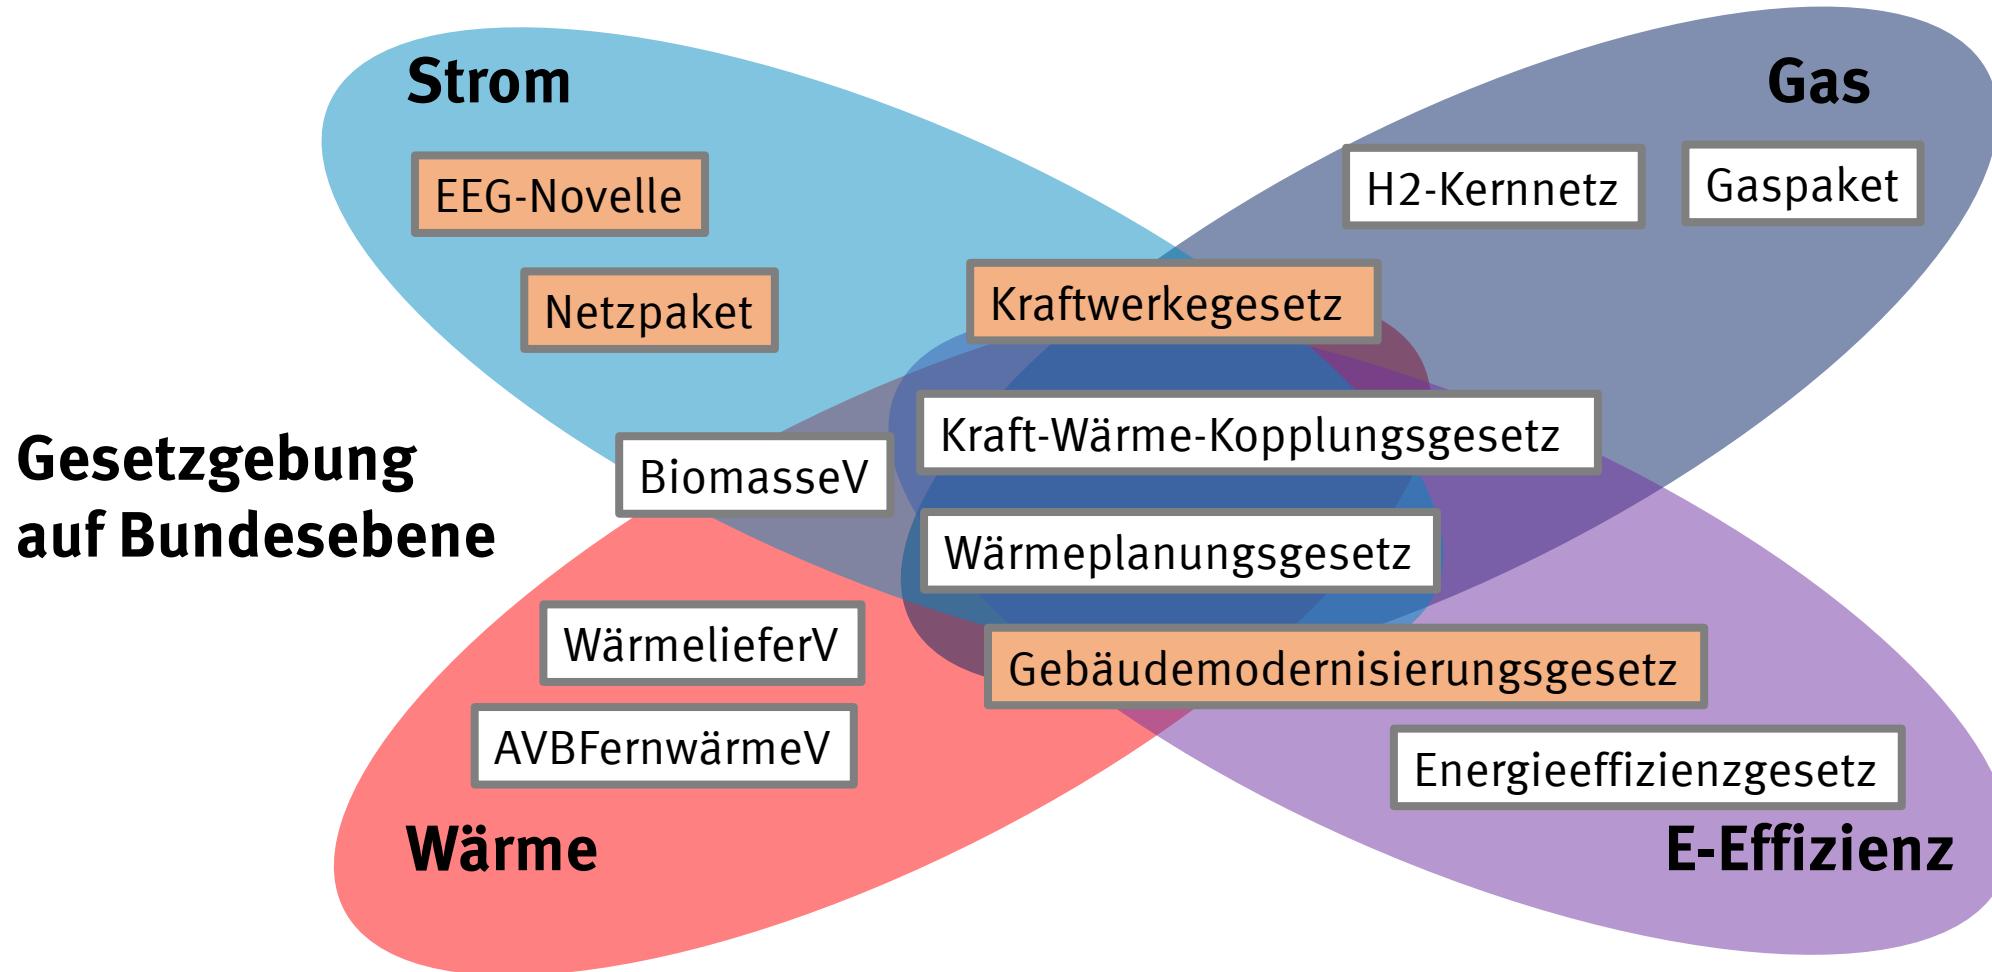 Strom
Gas
EEG-Novelle
H2-Kernnetz
Gaspaket
Netzpaket
Kraftwerkegesetz
Gesetzgebung
auf Bundesebene
BiomasseV
Kraft-Wärme-Kopplungsgesetz
Wärmeplanungsgesetz
WärmelieferV
Gebäudemodernisierungsgesetz
AVBFernwärmeV
Energieeffizienzgesetz
Wärme
E-Effizienz